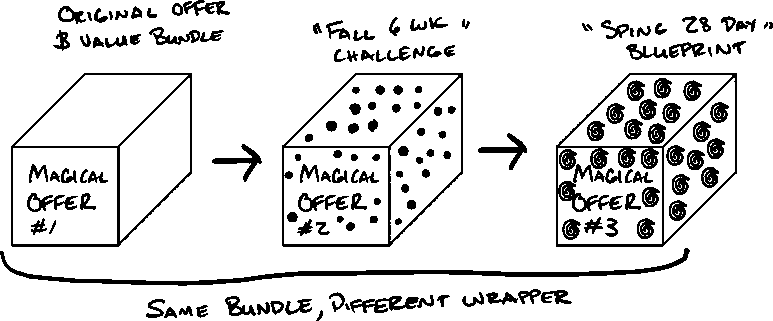 ORIGINAL OFFER
$ VALUE BUNDLE
"FALL 6 WK"
CHALLENGE
"SPING 28 DAY"
BLUEPRINT
MAGICAL
OFFER
#1
MAGICAL
OFFER
#2
MAGICAL
OFFER
#3
SAME BUNDLE, DIFFERENT WRAPPER